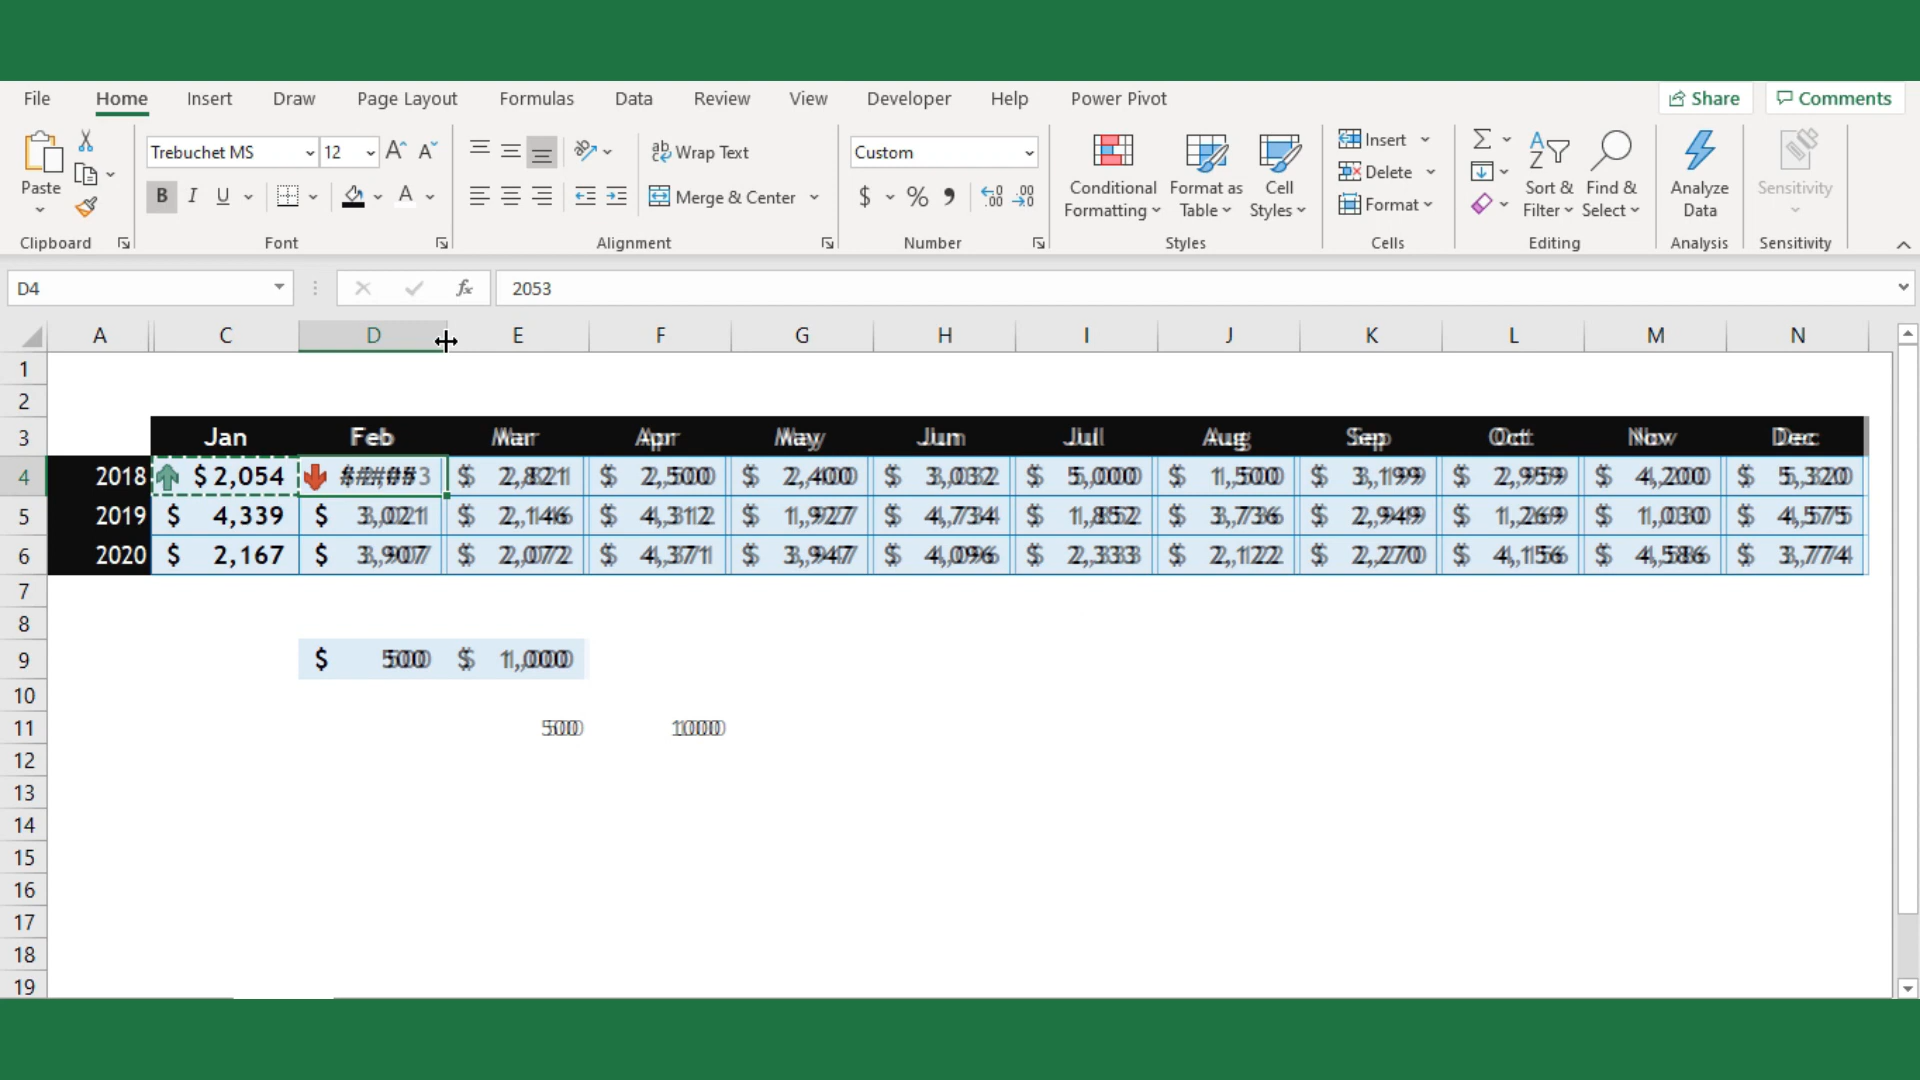 File Home Insert Draw Page Layout Formulas Data Review View Developer Help Power Pivot Share Comments
Trebuchet MS 12 Wrap Text Custom Insert
Paste B I U A Merge & Center $ % Conditional Formatting Format as Table Cell Styles Delete Format Sort & Filter Find & Select Analyze Data Sensitivity
Clipboard Font Alignment Number Styles Cells Editing Analysis Sensitivity
D4 fx 2053
A C D E F G H I J K L M N
1
2
3 Jan Feb Mar Apr May Jun Jul Aug Sep Oct Nov Dec
4 2018 $ 2,054 $ 2,821 $ 2,500 $ 2,400 $ 3,032 $ 5,000 $ 1,500 $ 3,199 $ 2,959 $ 4,200 $ 5,320
5 2019 $ 4,339 $ 3,021 $ 2,146 $ 4,312 $ 1,927 $ 4,734 $ 1,852 $ 3,736 $ 2,949 $ 1,269 $ 1,030 $ 4,575
6 2020 $ 2,167 $ 3,907 $ 2,072 $ 4,371 $ 3,947 $ 4,096 $ 2,333 $ 2,122 $ 2,270 $ 4,156 $ 4,586 $ 3,774
7
8
9 $ 500 $ 1,000
10
11 500 1000
12
13
14
15
16
17
18
19